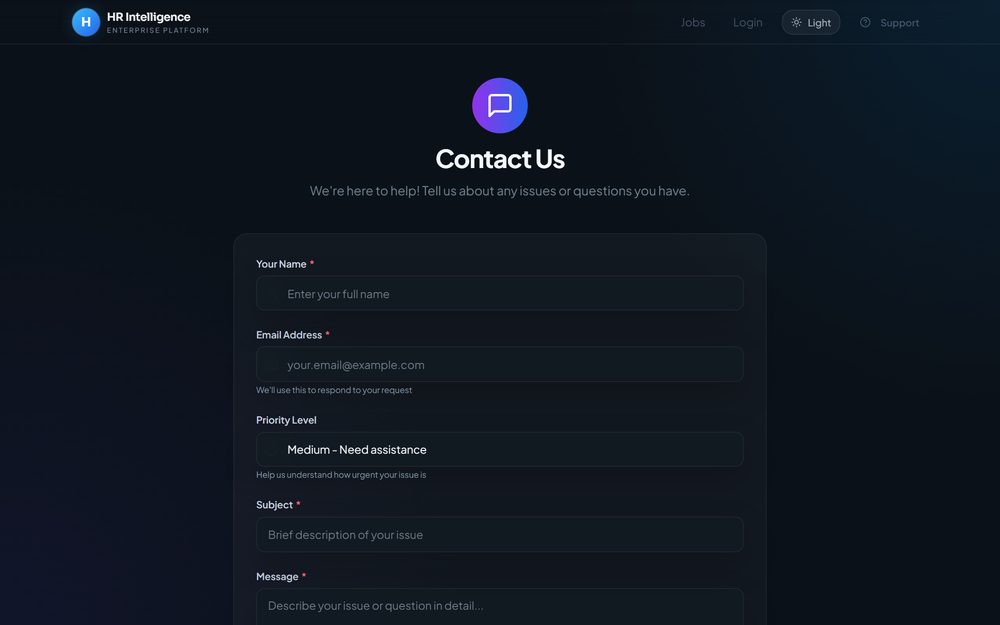 H
HR Intelligence
ENTERPRISE PLATFORM
Jobs
Login
Light
Support
Contact Us
We're here to help! Tell us about any issues or questions you have.
Your Name *
Enter your full name
Email Address *
your.email@example.com
We'll use this to respond to your request
Priority Level
Medium - Need assistance
Help us understand how urgent your issue is
Subject *
Brief description of your issue
Message *
Describe your issue or question in detail...